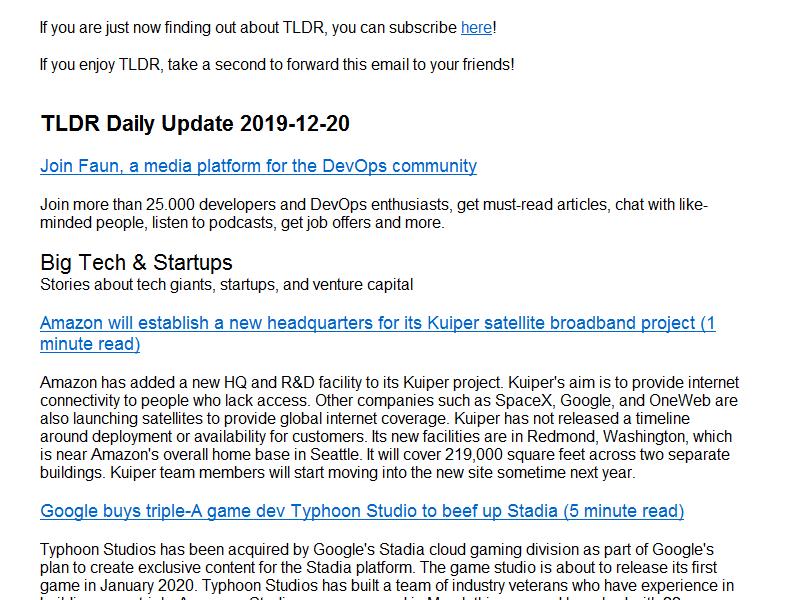 If you are just now finding out about TLDR, you can subscribe here!
If you enjoy TLDR, take a second to forward this email to your friends!
TLDR Daily Update 2019-12-20
Join Faun, a media platform for the DevOps community
Join more than 25.000 developers and DevOps enthusiasts, get must-read articles, chat with like-
minded people, listen to podcasts, get job offers and more.
Big Tech & Startups
Stories about tech giants, startups, and venture capital
Amazon will establish a new headquarters for its Kuiper satellite broadband project (1
minute read)
Amazon has added a new HQ and R&D facility to its Kuiper project. Kuiper's aim is to provide internet
connectivity to people who lack access. Other companies such as SpaceX, Google, and OneWeb are
also launching satellites to provide global internet coverage. Kuiper has not released a timeline
around deployment or availability for customers. Its new facilities are in Redmond, Washington, which
is near Amazon's overall home base in Seattle. It will cover 219,000 square feet across two separate
buildings. Kuiper team members will start moving into the new site sometime next year.
Google buys triple-A game dev Typhoon Studio to beef up Stadia (5 minute read)
Typhoon Studios has been acquired by Google's Stadia cloud gaming division as part of Google's
plan to create exclusive content for the Stadia platform. The game studio is about to release its first
game in January 2020. Typhoon Studios has built a team of industry veterans who have experience in